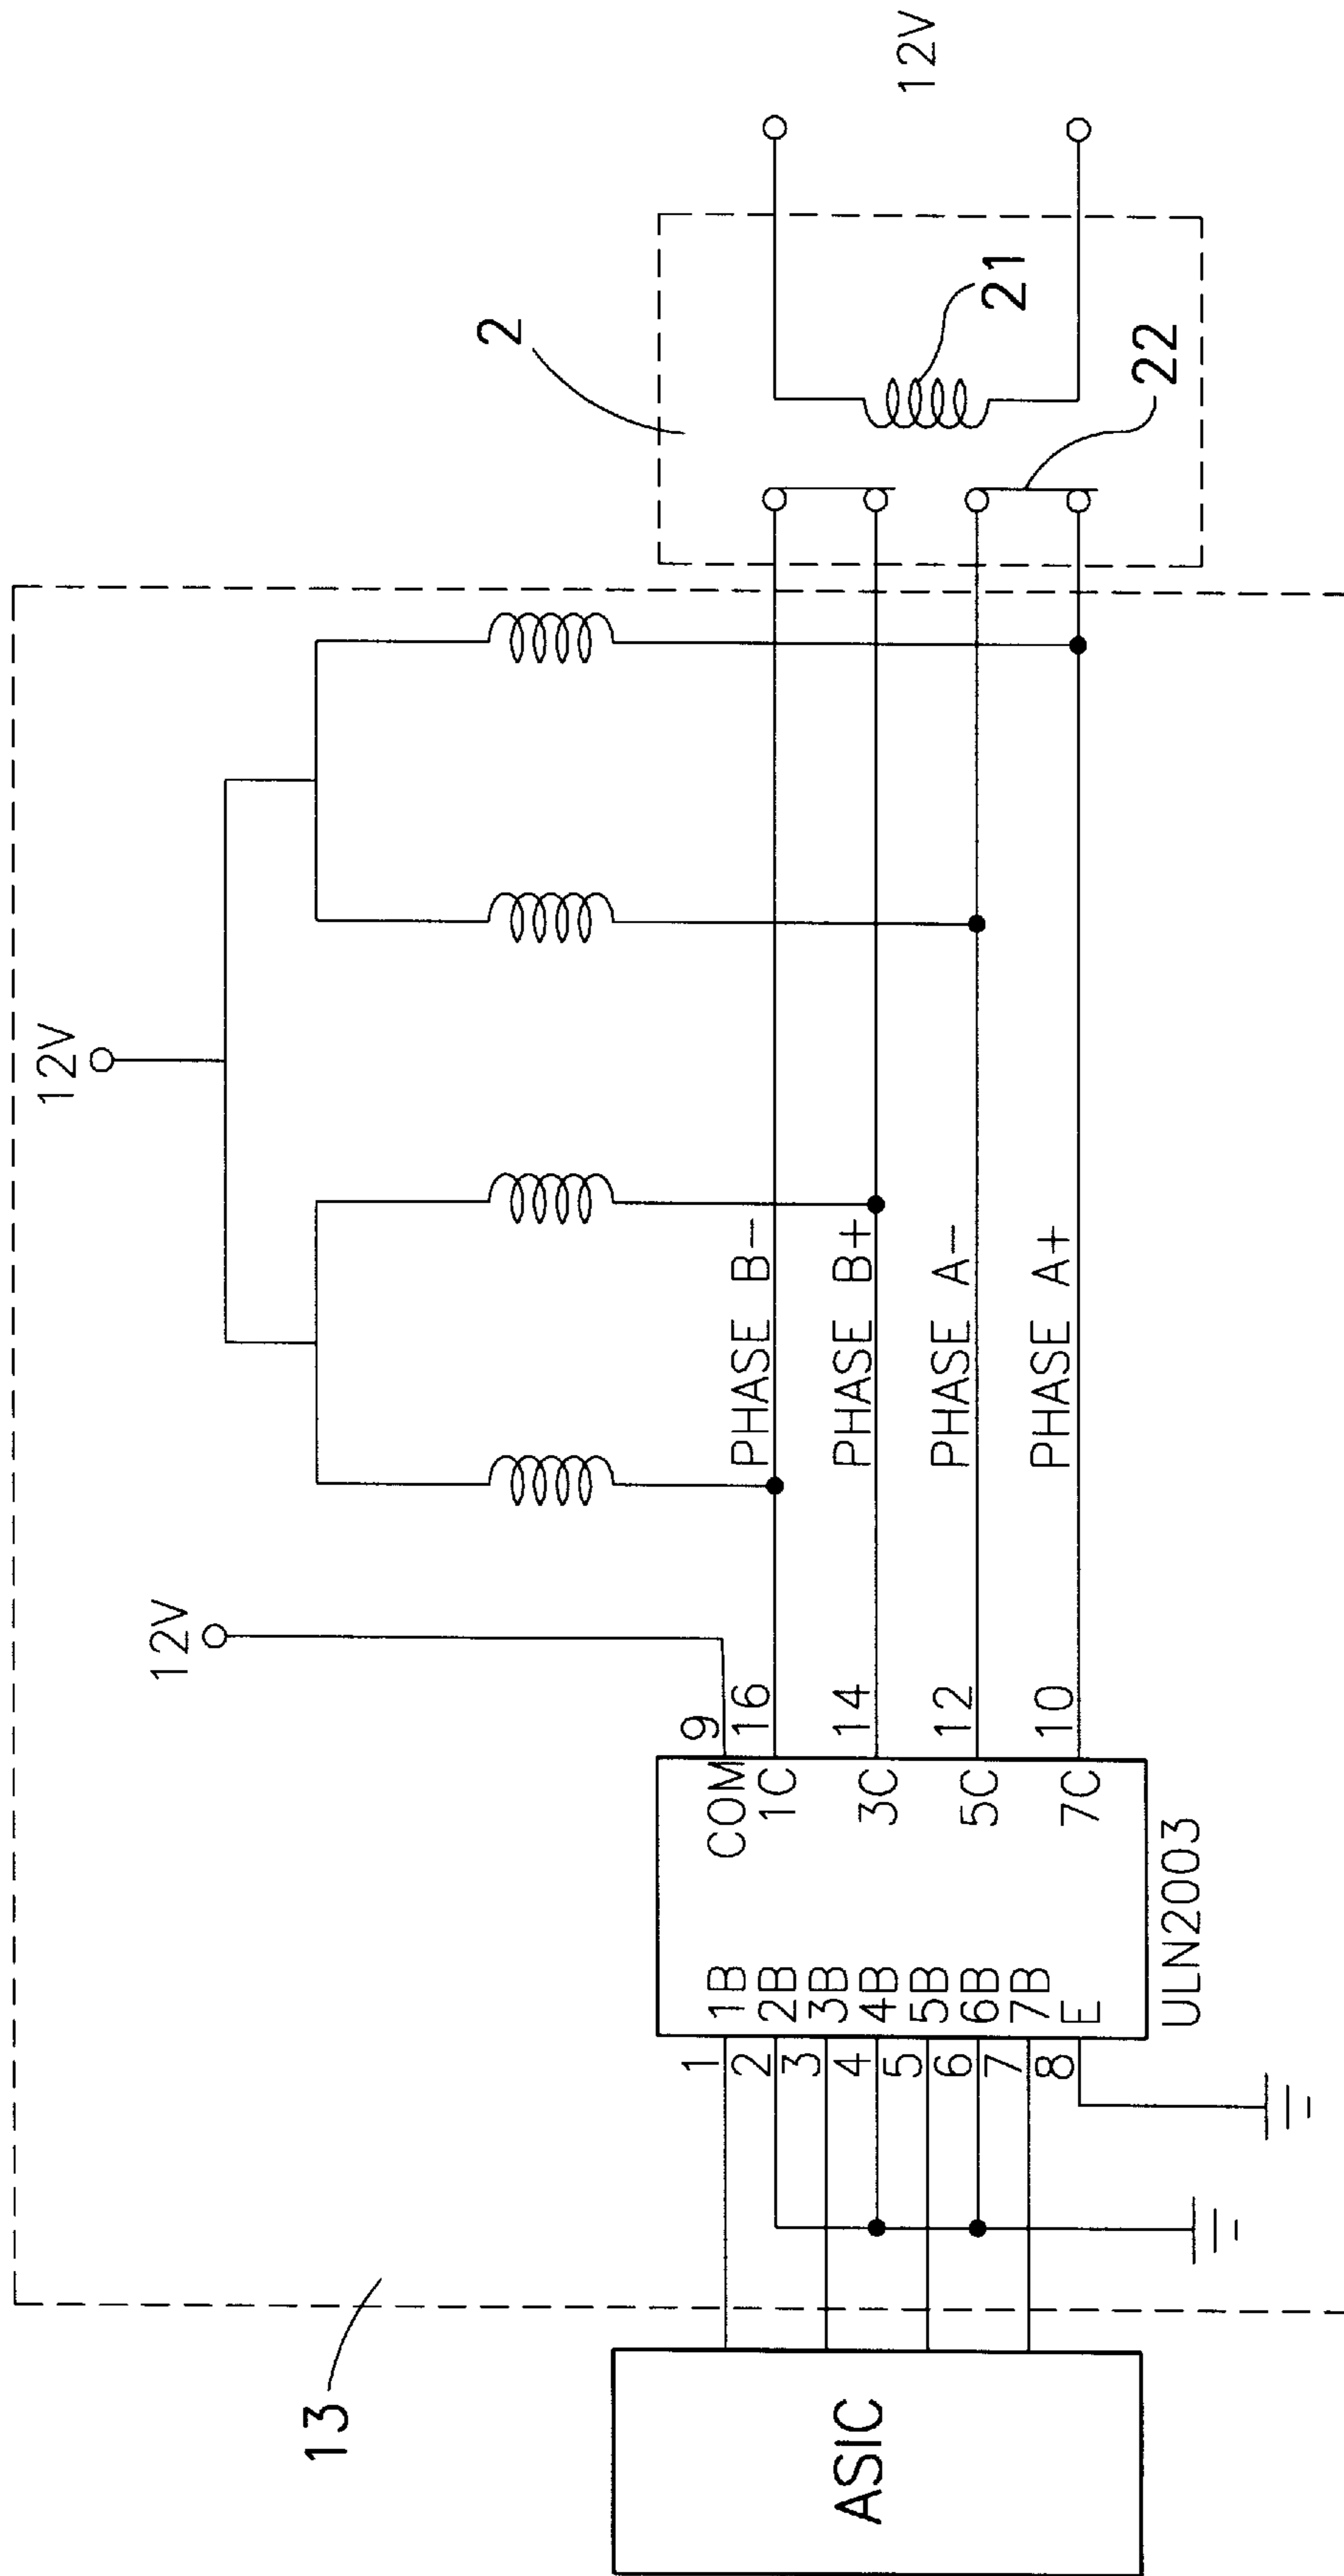 12V
12V
13
ASIC
1
2
3
4
5
6
7
8
1B
2B
3B
4B
5B
6B
7B
E
COM
1C
3C
5C
7C
9
16
14
12
10
ULN2003
PHASE B-
PHASE B+
PHASE A-
PHASE A+
2
21
22
12V